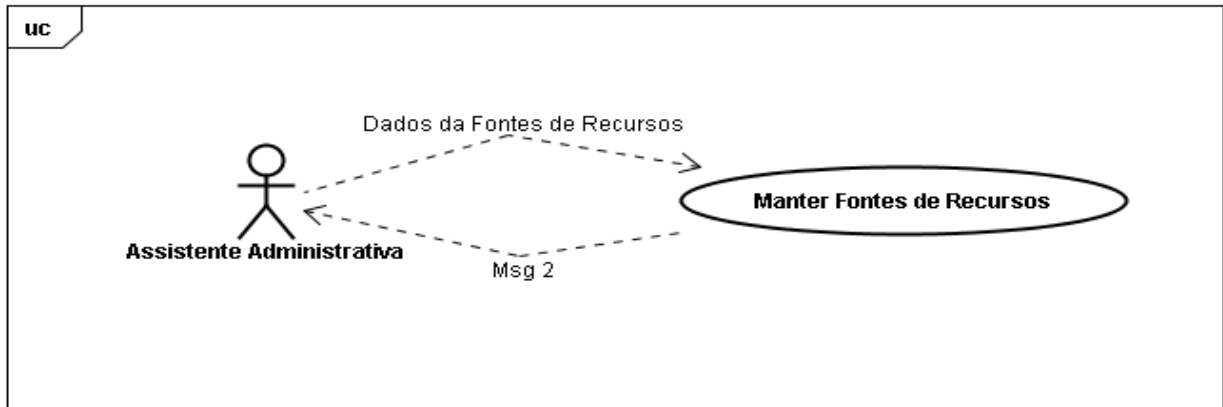 uc
Dados da Fontes de Recursos
Manter Fontes de Recursos
Assistente Administrativa
Msg 2